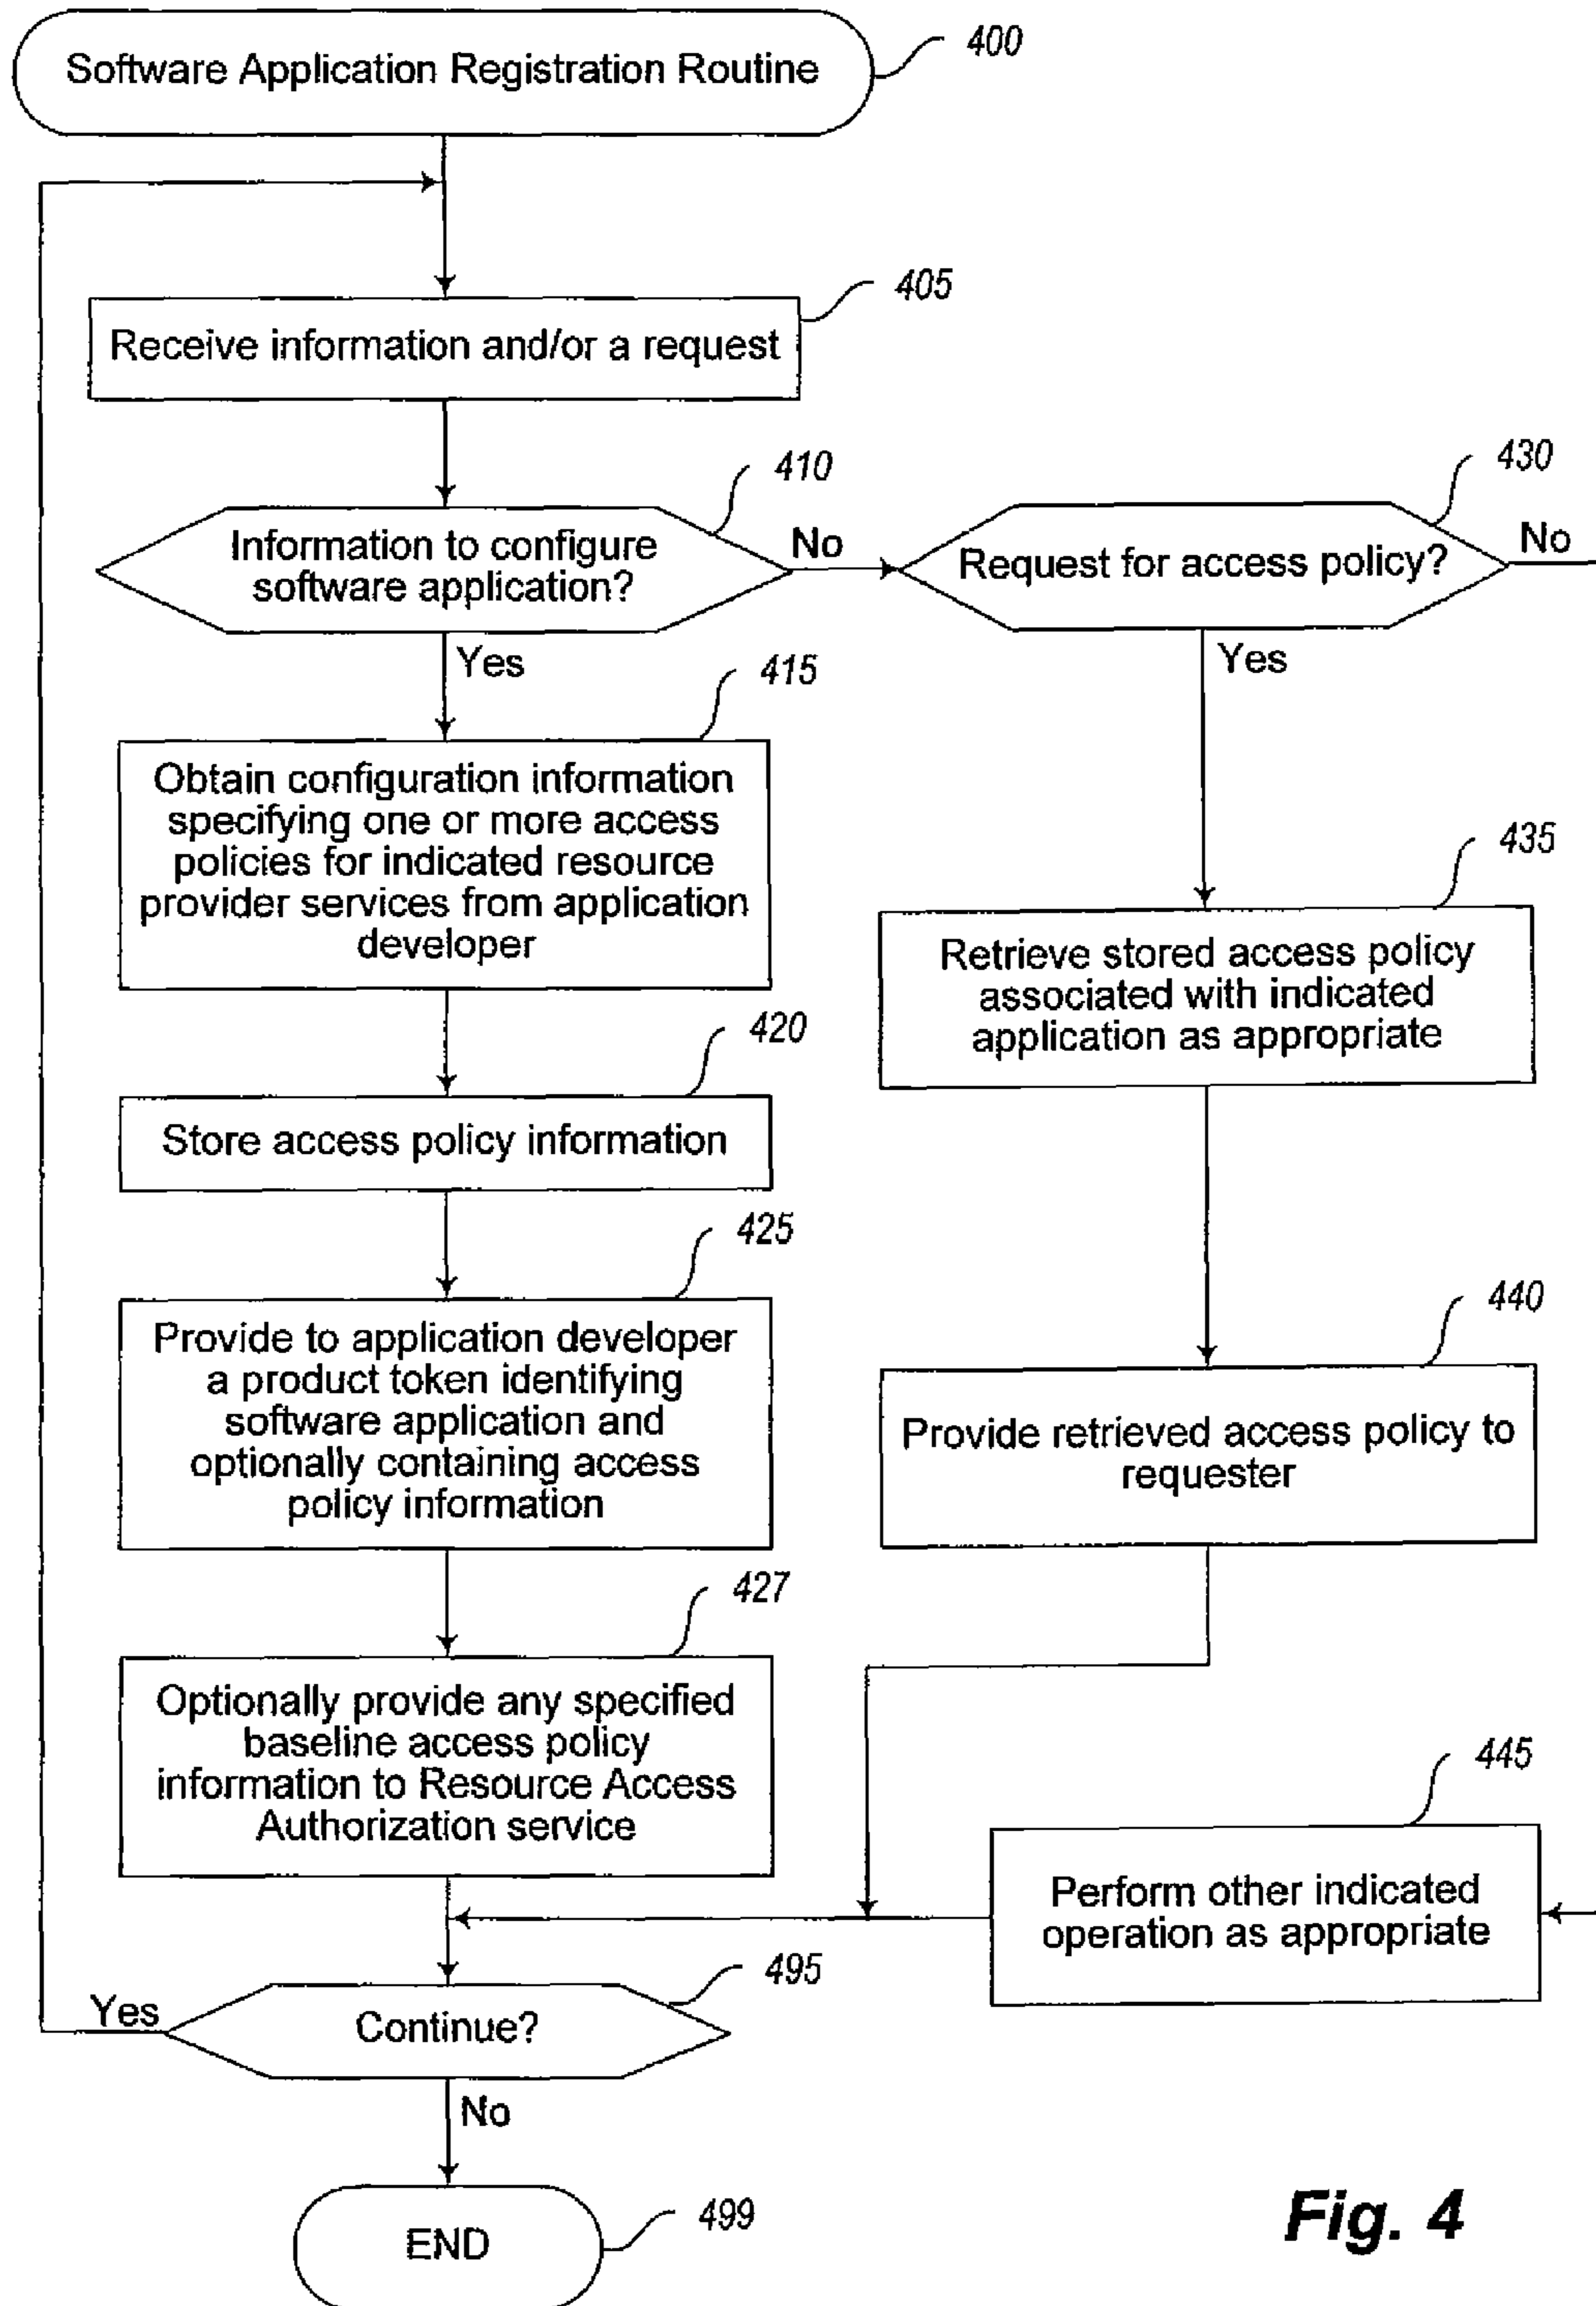 Software Application Registration Routine
400
405
Receive information and/or a request
410
Information to configure
software application?
No
430
Request for access policy?
No
Yes
Yes
415
Obtain configuration information
specifying one or more access
policies for indicated resource
provider services from application
developer
435
Retrieve stored access policy
associated with indicated
application as appropriate
420
Store access policy information
425
Provide to application developer
a product token identifying
software application and
optionally containing access
policy information
440
Provide retrieved access policy to
requester
427
Optionally provide any specified
baseline access policy
information to Resource Access
Authorization service
445
Perform other indicated
operation as appropriate
495
Continue?
Yes
No
END
499
Fig. 4